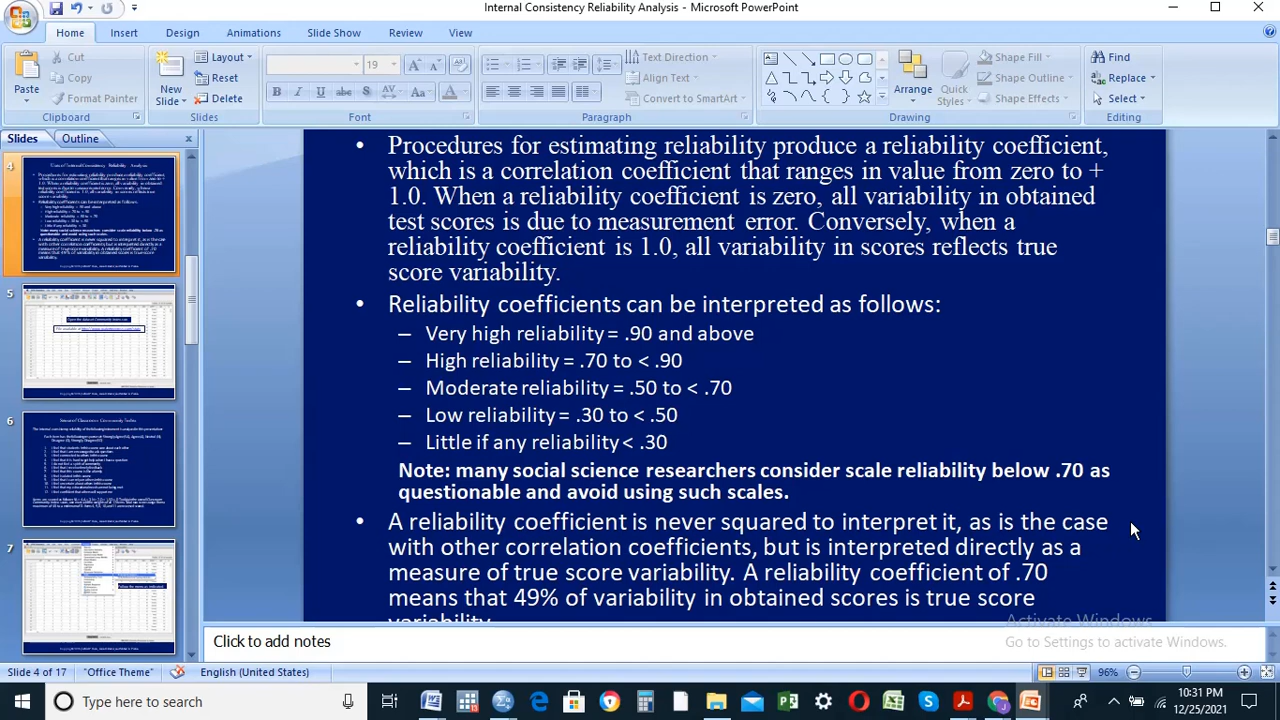 Internal Consistency Reliability Analysis - Microsoft PowerPoint
Home Insert Design Slide Show Animations Review View
Paste
Cut
Copy
Format Painter
Clipboard
New
Slide
Layout
Reset
Delete
Slides
19
B I U abc S AV Aa A
Font
Text Direction
Align Text
Convert to SmartArt
Paragraph
Arrange
Quick
Styles
Shape Fill
Shape Outline
Shape Effects
Drawing
Find
Replace
Select
Editing
Slides Outline
4
5
6
7
• Procedures for estimating reliability produce a reliability coefficient.
which is a correlation coefficient that ranges in value from zero to +
1.0. When a reliability coefficient is 0, all variability in obtained
test scores is due to measurement error. Conversely, when a
reliability coefficient is 1.0, all variability in scores reflects true
score variability.
• Reliability coefficients can be interpreted as follows:
– Very high reliability = .90 and above
– High reliability = .70 to < .90
– Moderate reliability = .50 to < .70
– Low reliability = .30 to < .50
– Little if any reliability < .30
Note: many social science researchers consider scale reliability below .70 as
questionable and avoid using such scales.
• A reliability coefficient is never squared to interpret it, as is the case
with other correlation coefficients, but is interpreted directly as a
measure of true score variability. A reliability coefficient of .70
means that 49% of variability in obtained scores is true score
variability.
Activate Windows
Go to Settings to activate Windows.
Click to add notes
Slide 4 of 17 "Office Theme" English (United States) 96%
Type here to search
10:31 PM
12/25/2021